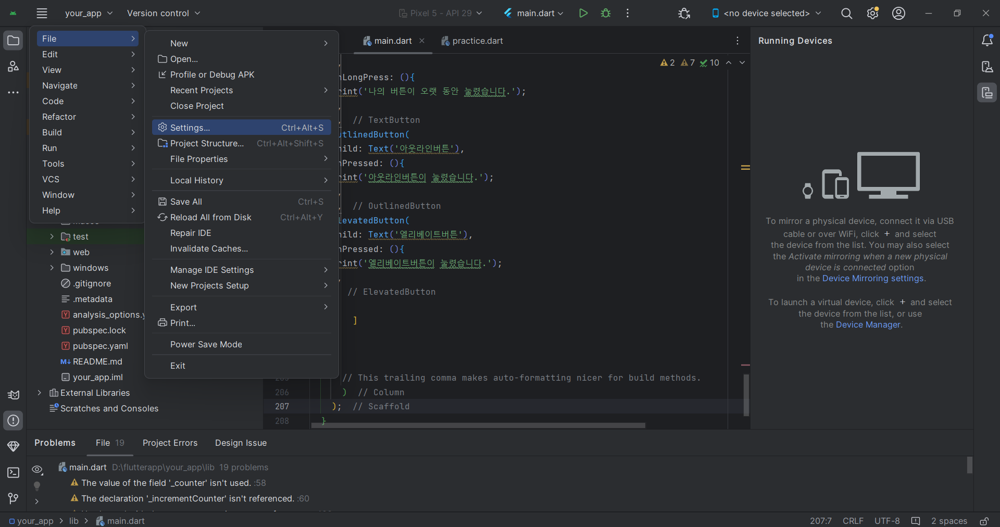 your_app
Version control
Pixel 5 - API 29
main.dart
<no device selected>
File
Edit
View
Navigate
Code
Refactor
Build
Run
Tools
VCS
Window
Help
New
Open...
Profile or Debug APK
Recent Projects
Close Project
Settings... Ctrl+Alt+S
Project Structure... Ctrl+Alt+Shift+S
File Properties
Local History
Save All Ctrl+S
Reload All from Disk Ctrl+Alt+Y
Repair IDE
Invalidate Caches...
Manage IDE Settings
New Projects Setup
Export
Print...
Power Save Mode
Exit
test
web
windows
.gitignore
.metadata
analysis_options.y
pubspec.lock
pubspec.yaml
README.md
your_app.iml
External Libraries
Scratches and Consoles
main.dart
practice.dart
2 7 10
LongPress: (){
int('나의 버튼이 오랫 동안 눌렸습니다.');
// TextButton
utlinedButton(
ild: Text('아웃라인버튼'),
Pressed: (){
int('아웃라인버튼이 눌렸습니다.');
// OutlinedButton
levatedButton(
ild: Text('엘리베이트버튼'),
Pressed: (){
int('엘리베이트버튼이 눌렸습니다.');
// ElevatedButton
]
// This trailing comma makes auto-formatting nicer for build methods.
206 ) // Column
207 ); // Scaffold
208 }
Running Devices
To mirror a physical device, connect it via USB
cable or over WiFi, click + and select
the device from the list. You may also select
the Activate mirroring when a new physical
device is connected option
in the Device Mirroring settings.
To launch a virtual device, click + and select
the device from the list, or use
the Device Manager.
Problems
File 19
Project Errors
Design Issue
main.dart D:\flutterapp\your_app\lib 19 problems
The value of the field '_counter' isn't used. :58
The declaration '_incrementCounter' isn't referenced. :60
your_app > lib > main.dart
207:7 CRLF UTF-8 2 spaces